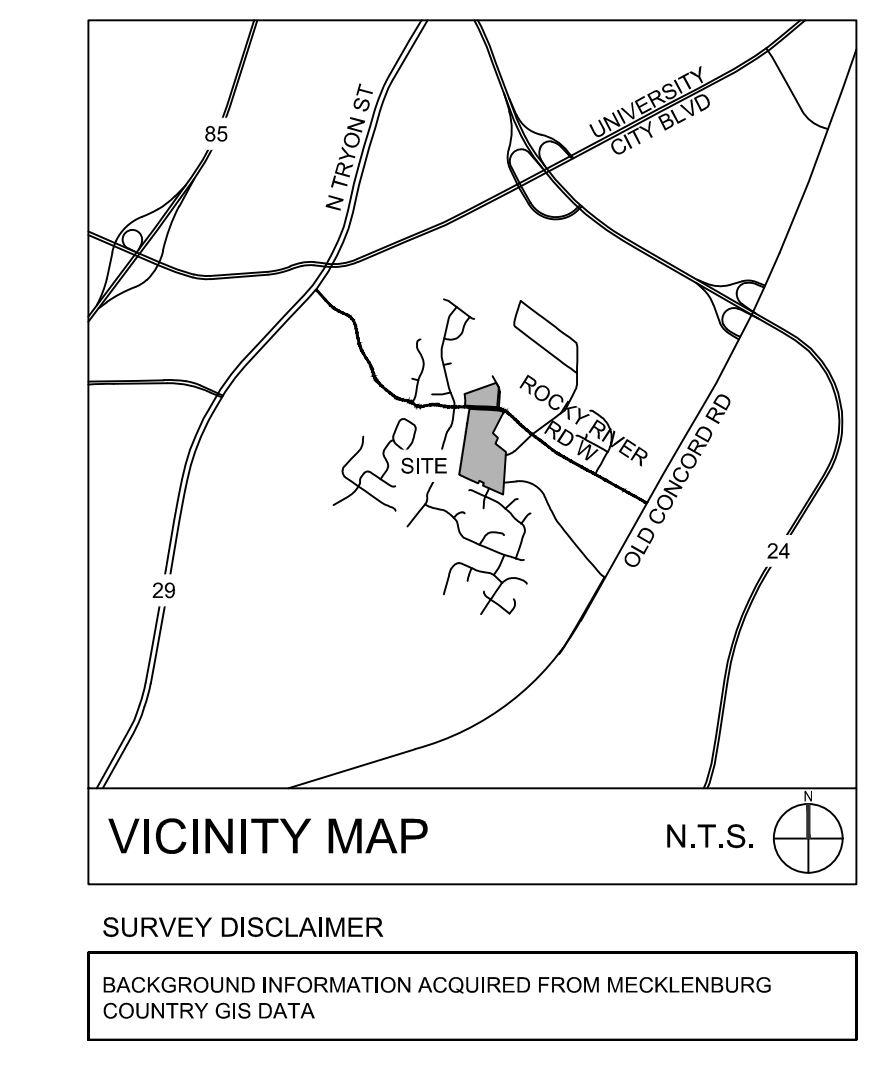 85
N TRYON ST
UNIVERSITY
CITY BLVD
ROCKY RIVER
RD W
SITE
OLD CONCORD RD
24
29
VICINITY MAP
N.T.S.
N
SURVEY DISCLAIMER
BACKGROUND INFORMATION ACQUIRED FROM MECKLENBURG
COUNTRY GIS DATA